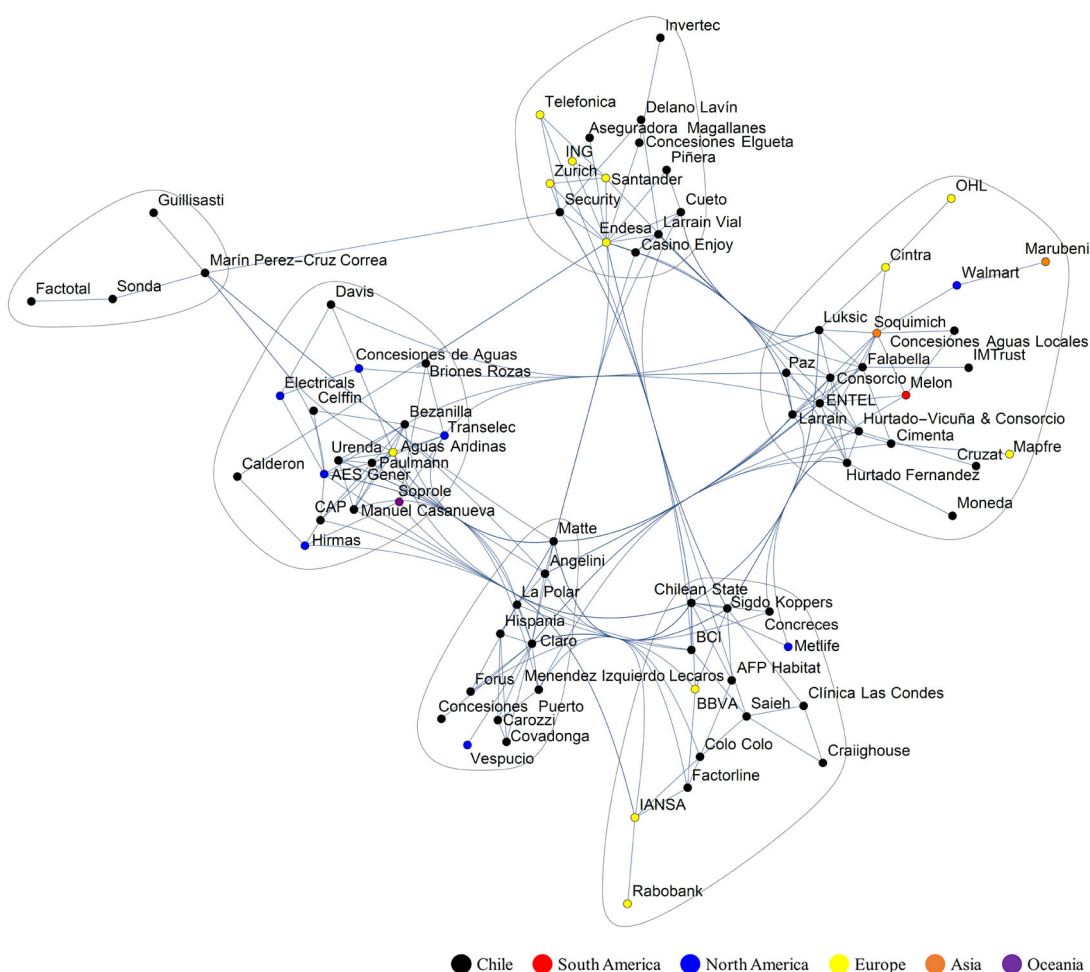 Invertec
Telefonica
Delano Lavín
Aseguradora Magallanes
Concesiones Elgueta
ING
Piñera
Zurich
Santander
Security
Cueto
Larrain Vial
Endesa
Casino Enjoy
OHL
Guillisasti
Marubeni
Cintra
Walmart
Marín Perez-Cruz Correa
Sonda
Factotal
Davis
Luksic
Soquimich
Concesiones Aguas Locales
Concesiones de Aguas
Briones Rozas
Falabella
IMTrust
Paz
Consorcio
Melon
Electricals
Celffin
ENTEL
Larrain
Hurtado-Vicuña & Consorcio
Bezanilla
Transelec
Cimenta
Urenda
Aguas Andinas
Mapfre
Cruzat
Calderon
Paulmann
AES Gener
Hurtado Fernandez
Soprole
CAP
Manuel Casanueva
Moneda
Hirmas
Matte
Angelini
La Polar
Chilean State
Sigdo Koppers
Hispania
Concreces
Claro
BCI
Metlife
Menendez Izquierdo Lecaros
AFP Habitat
Forus
Clínica Las Condes
Concesiones Puerto
BBVA
Saieh
Carozzi
Covadonga
Colo Colo
Craiighouse
Vespucio
Factorline
IANSA
Rabobank
Chile South America North America Europe Asia Oceania